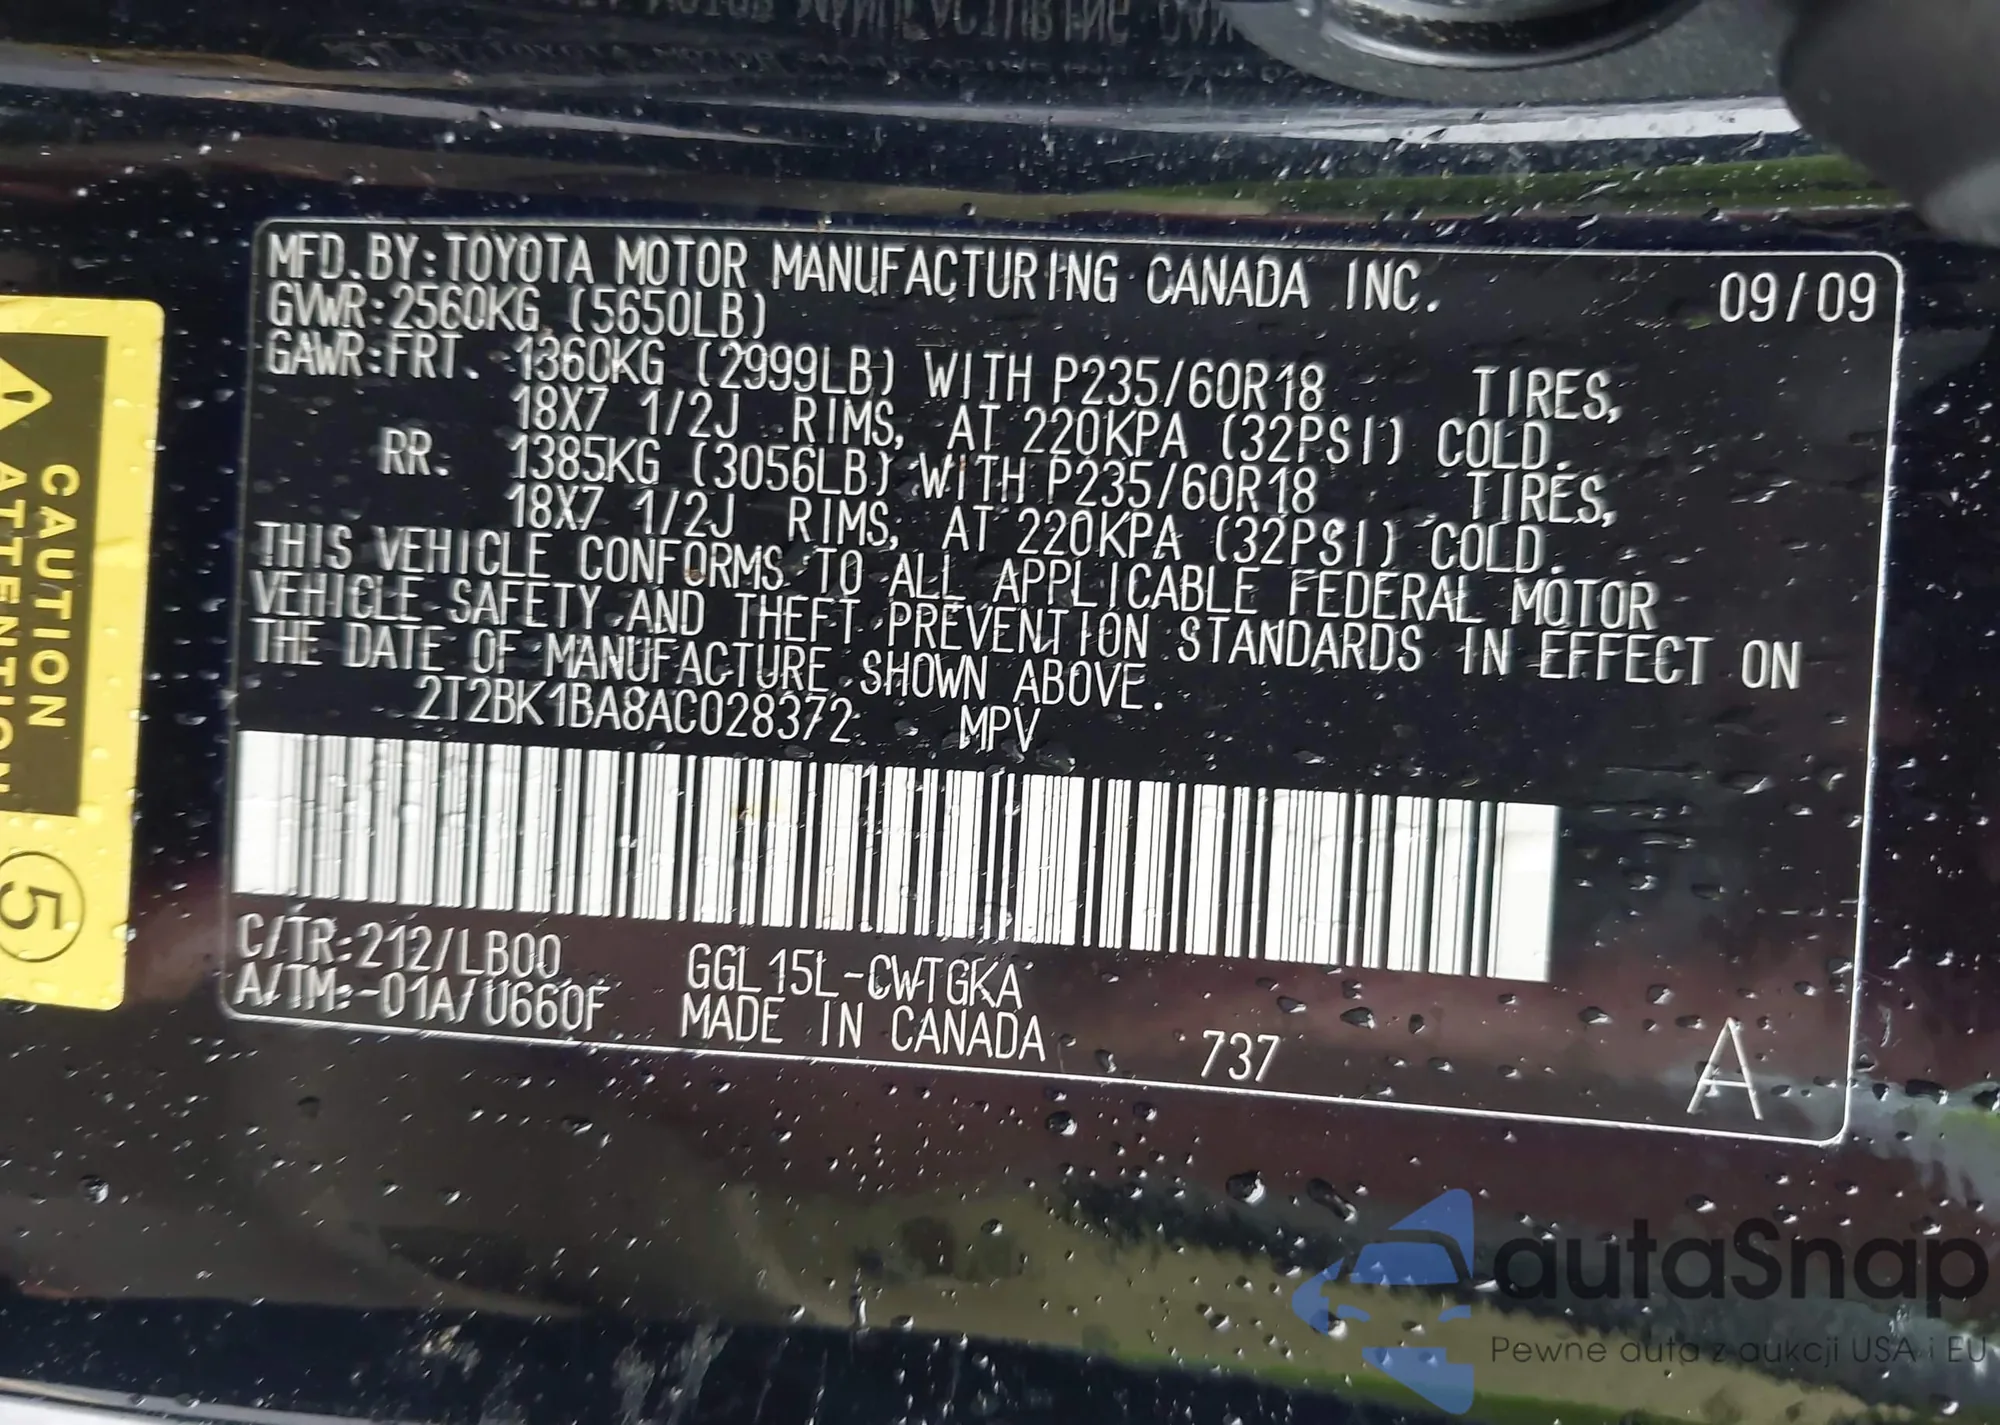 MFD. BY: TOYOTA MOTOR MANUFACTURING CANADA INC. 09/09
GVWR: 2560KG (5650LB)
GAWR: FRT. 1360KG (2999LB) WITH P235/60R18 TIRES,
18X7 1/2J RIMS, AT 220KPA (32PSI) COLD.
RR. 1385KG (3056LB) WITH P235/60R18 TIRES,
18X7 1/2J RIMS, AT 220KPA (32PSI) COLD.
THIS VEHICLE CONFORMS TO ALL APPLICABLE FEDERAL MOTOR
VEHICLE SAFETY AND THEFT PREVENTION STANDARDS IN EFFECT ON
THE DATE OF MANUFACTURE SHOWN ABOVE.
2T2BK1BA8AC028372 MPV
C/TR: 212/LB00 GGL15L-CWTGKA
A/TM: -01A/U660F MADE IN CANADA 737 A
CAUTION
ATTENTION
5
autoSnap
Pewne auta z aukcji USA i EU